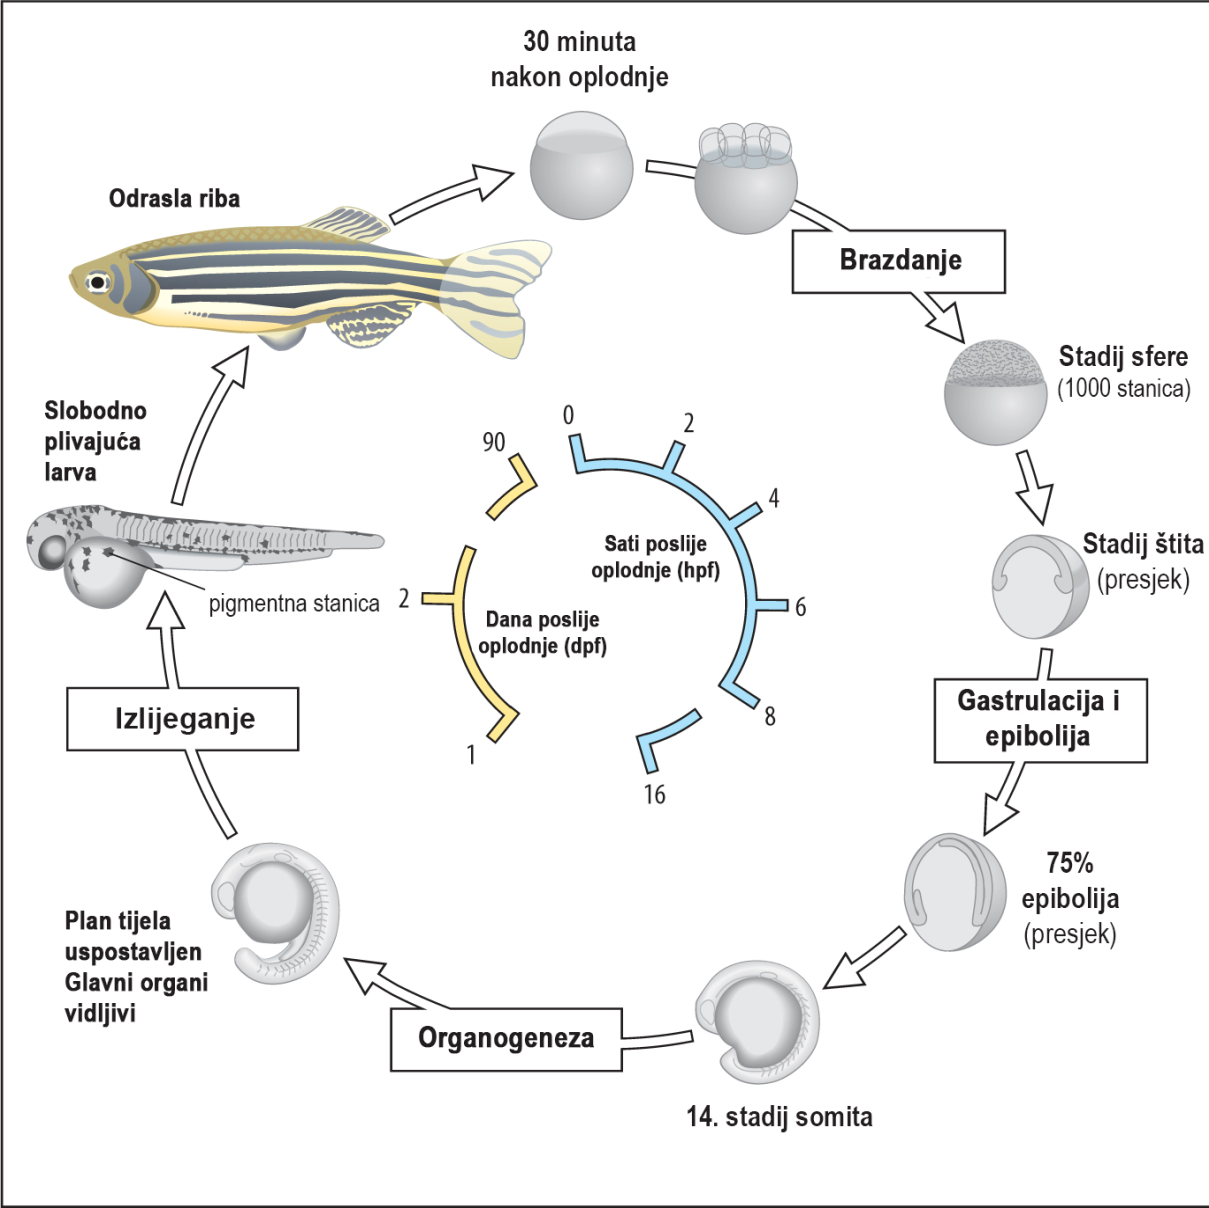 30 minuta
nakon oplodnje
Odrasla riba
Brazdanje
Stadij sfere
(1000 stanica)
Slobodno
plivajuća
larva
90
0
2
4
Sati poslije
oplodnje (hpf)
6
8
16
2
Dana poslije
oplodnje (dpf)
1
Stadij štita
(presjek)
pigmentna stanica
Izlijeganje
Gastrulacija i
epibolija
75%
epibolija
(presjek)
Plan tijela
uspostavljen
Glavni organi
vidljivi
Organogeneza
14. stadij somita